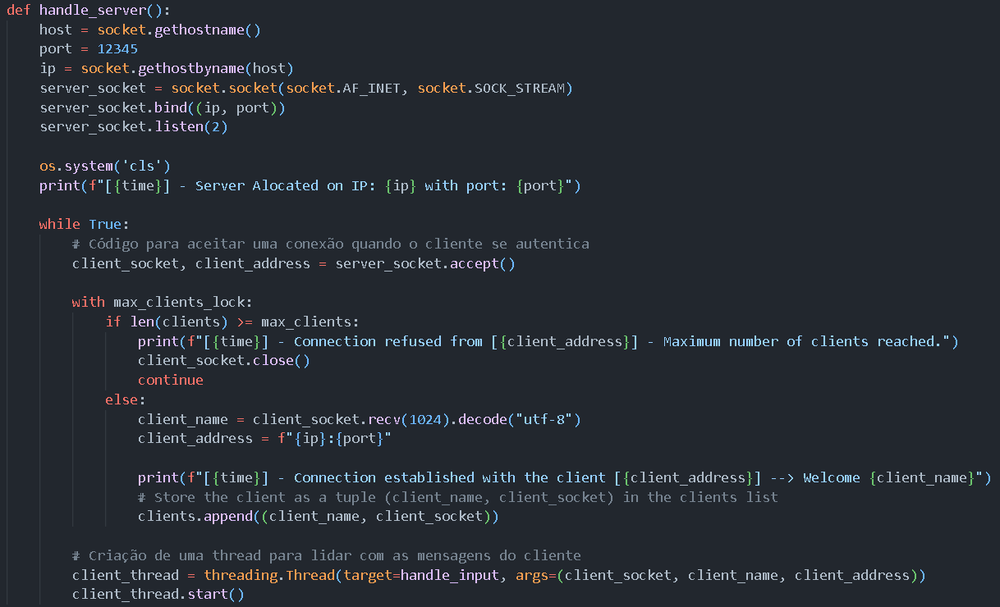 def handle_server():
    host = socket.gethostname()
    port = 12345
    ip = socket.gethostbyname(host)
    server_socket = socket.socket(socket.AF_INET, socket.SOCK_STREAM)
    server_socket.bind((ip, port))
    server_socket.listen(2)

    os.system('cls')
    print(f"[{time}] - Server Alocated on IP: {ip} with port: {port}")

    while True:
        # Código para aceitar uma conexão quando o cliente se autentica
        client_socket, client_address = server_socket.accept()

        with max_clients_lock:
            if len(clients) >= max_clients:
                print(f"[{time}] - Connection refused from [{client_address}] - Maximum number of clients reached.")
                client_socket.close()
                continue
            else:
                client_name = client_socket.recv(1024).decode("utf-8")
                client_address = f"{ip}:{port}"

                print(f"[{time}] - Connection established with the client [{client_address}] --> Welcome {client_name}")
                # Store the client as a tuple (client_name, client_socket) in the clients list
                clients.append((client_name, client_socket))

        # Criação de uma thread para lidar com as mensagens do cliente
        client_thread = threading.Thread(target=handle_input, args=(client_socket, client_name, client_address))
        client_thread.start()